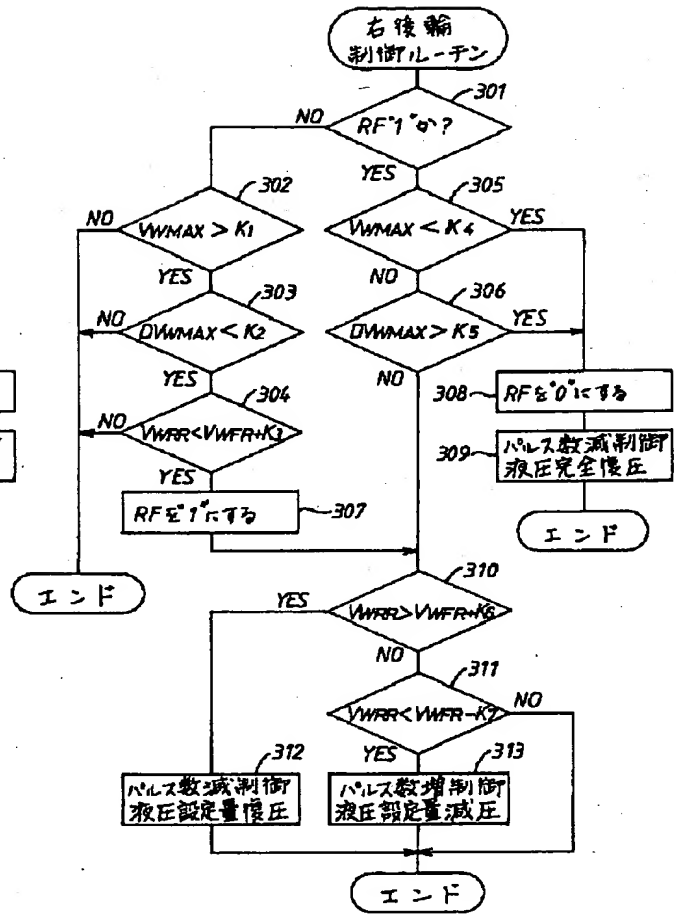 右後輪
制御ルーチン
301
NO
RF"1"か?
YES
302
305
NO
VWMAX > K1
VWMAX < K4
YES
YES
NO
303
306
NO
DVWMAX < K2
DVWMAX > K5
YES
YES
NO
304
308
RFを"0"にする
NO
VWRR<VWFR+K3
309
パルス数減制御
液圧完全復圧
YES
RFを"1"にする
307
エンド
エンド
310
YES
VWRR>VWFR+K6
NO
311
NO
VWRR<VWFR-K7
YES
312
313
パルス数減制御
液圧設定量復圧
パルス数増制御
液圧設定量減圧
エンド